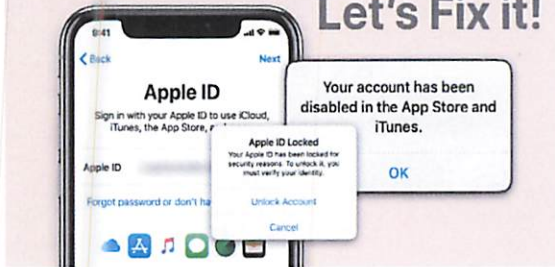 Let's Fix it!
9:41
Back
Next
Apple ID
Sign in with your Apple ID to use iCloud,
iTunes, the App Store,
Apple ID
Forgot password or don't
Apple ID Locked
Your Apple ID has been locked for
security reasons. To unlock it, you
must verify your identity.
Unlock Account
Cancel
Your account has been
disabled in the App Store and
iTunes.
OK